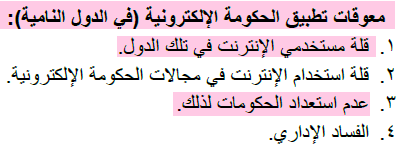 معوقات تطبيق الحكومة الإلكترونية (في الدول النامية):
١. قلة مستخدمي الإنترنت في تلك الدول.
٢. قلة استخدام الإنترنت في مجالات الحكومة الإلكترونية.
٣. عدم استعداد الحكومات لذلك.
٤. الفساد الإداري.